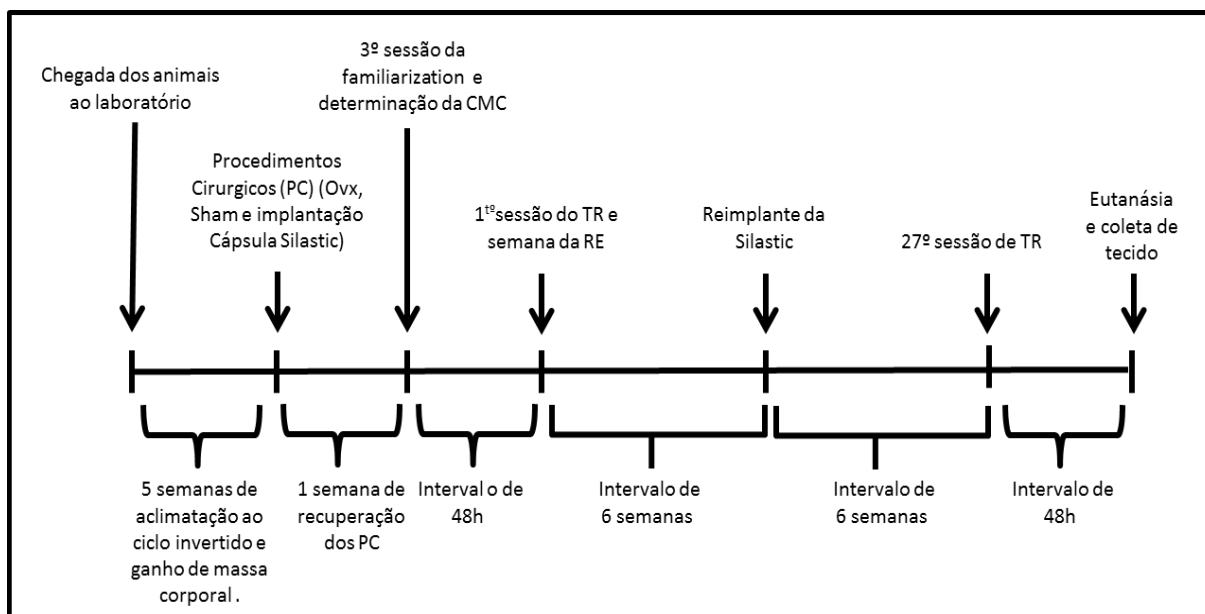 Chegada dos animais
ao laboratório
Procedimentos
Cirurgicos (PC) (Ovx,
Sham e implantação
Cápsula Silastic)
3º sessão da
familiarization e
determinação da CMC
1ᵗº sessão do TR e
semana da RE
Reimplante da
Silastic
27º sessão de TR
Eutanásia
e coleta de
tecido
5 semanas de
aclimatação ao
ciclo invertido e
ganho de massa
corporal .
1 semana de
recuperação
dos PC
Interval o de
48h
Intervalo de
6 semanas
Intervalo de
6 semanas
Intervalo de
48h